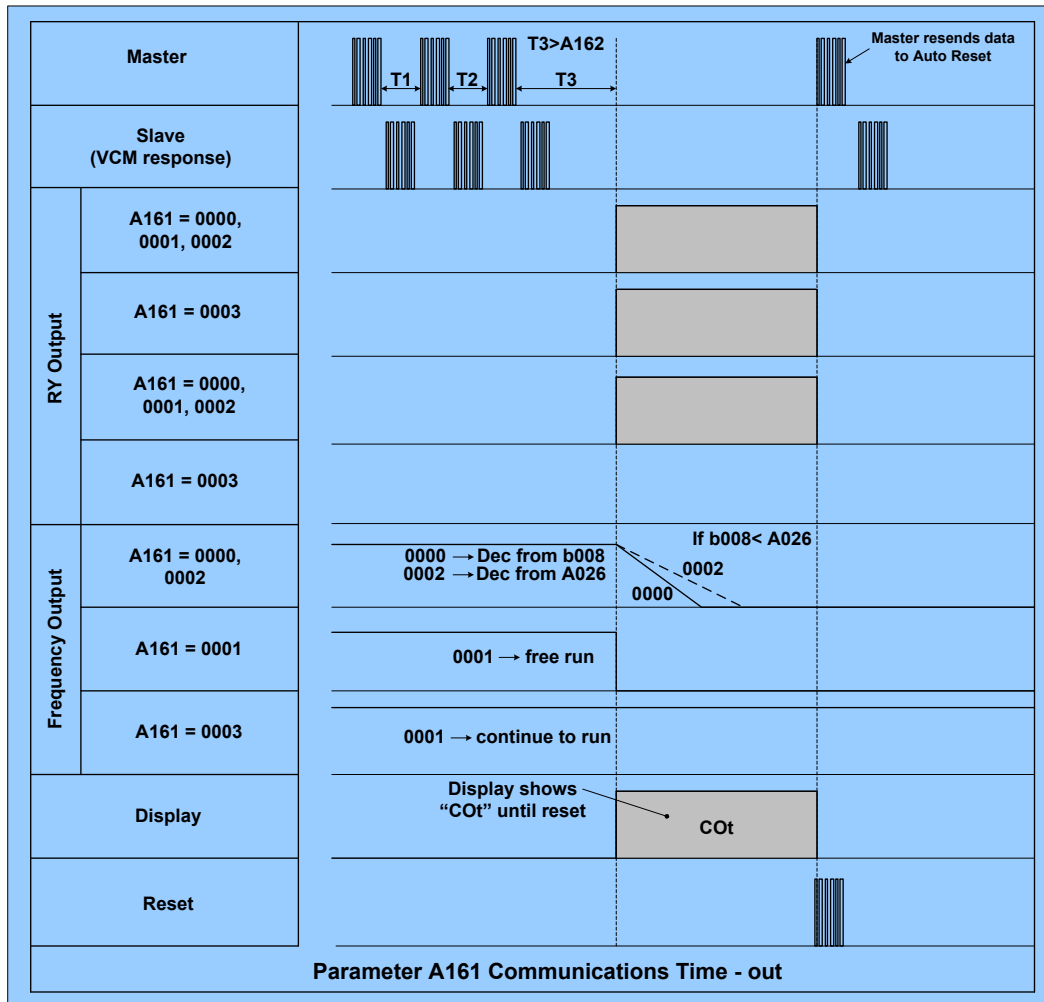 Master
T3>A162
T1
T2
T3
Master resends data
to Auto Reset
Slave
(VCM response)
RY Output
A161 = 0000,
0001, 0002
A161 = 0003
A161 = 0000,
0001, 0002
A161 = 0003
Frequency Output
A161 = 0000,
0002
0000 → Dec from b008
0002 → Dec from A026
If b008< A026
0002
0000
A161 = 0001
0001 → free run
A161 = 0003
0001 → continue to run
Display
Display shows
“COt” until reset
COt
Reset
Parameter A161 Communications Time - out